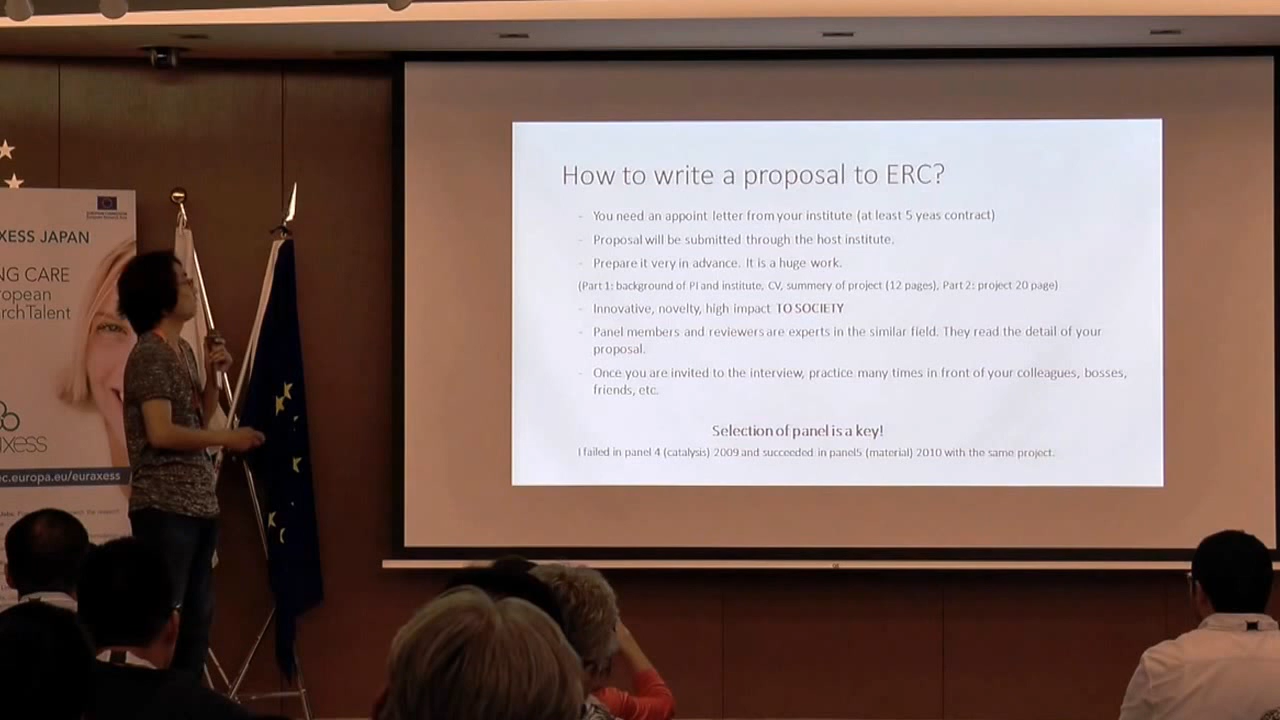 How to write a proposal to ERC?
- You need an appoint letter from your institute (at least 5 yeas contract)
- Proposal will be submitted through the host institute.
- Prepare it very in advance. It is a huge work.
(Part 1: background of PI and institute, CV, summery of project (12 pages), Part 2: project 20 page)
- Innovative, novelty, high impact TO SOCIETY
- Panel members and reviewers are experts in the similar field. They read the detail of your
proposal.
- Once you are invited to the interview, practice many times in front of your colleagues, bosses,
friends, etc.
Selection of panel is a key!
I failed in panel 4 (catalysis) 2009 and succeeded in panel5 (material) 2010 with the same project.
EUROPEAN COMMISSION
AXESS JAPAN
NG CARE
ropean
rch Talent
axess
ec.europa.eu/euraxess